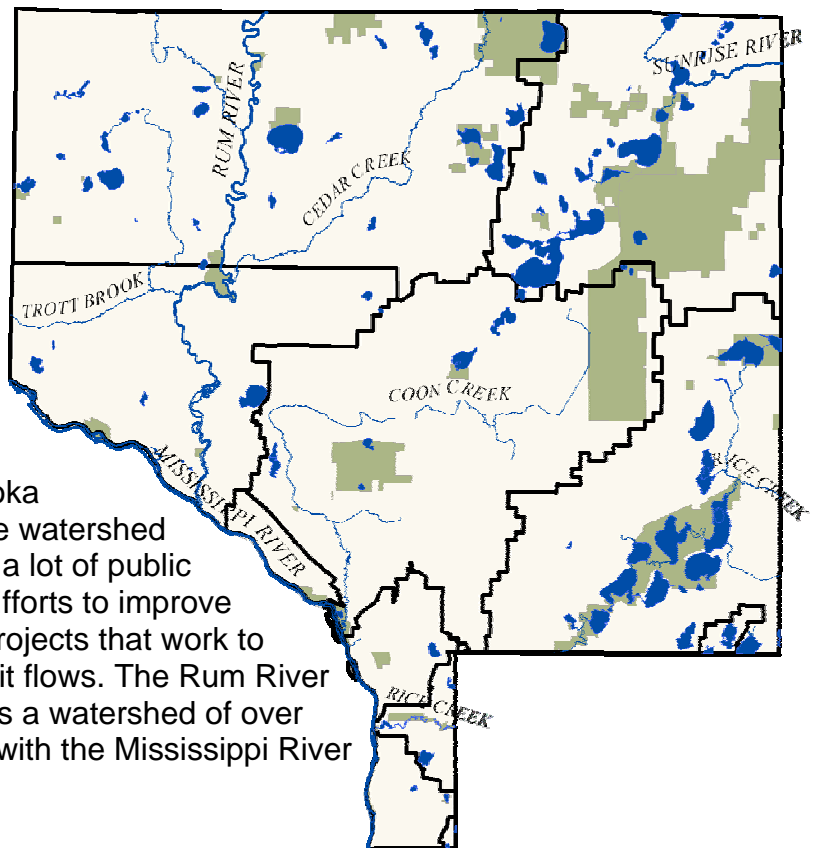 SUNRISE RIVER
RUM RIVER
CEDAR CREEK
TROTT BROOK
COON CREEK
MISSISSIPPI RIVER
RICE CREEK
RICE CREEK
oka
e watershed
a lot of public
fforts to improve
rojects that work to
it flows. The Rum River
s a watershed of over
with the Mississippi River